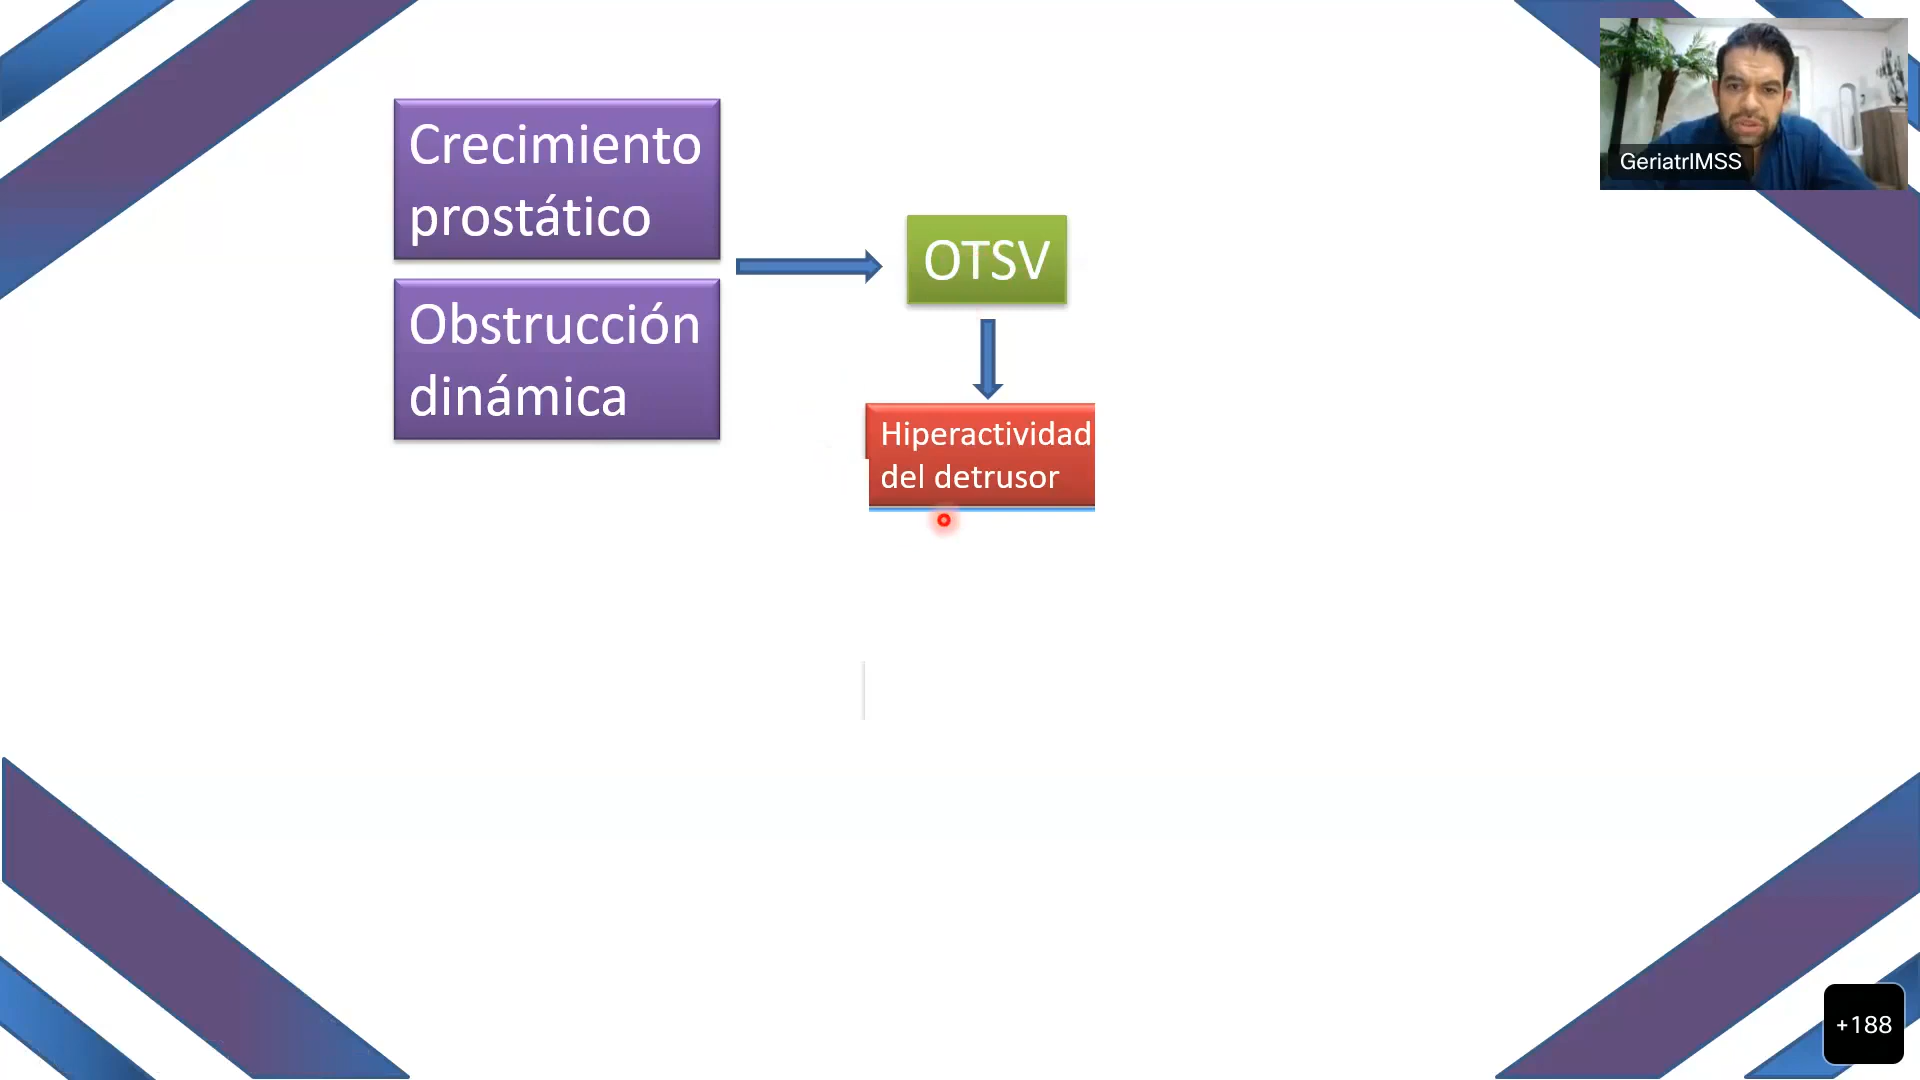 Crecimiento
prostático
Obstrucción
dinámica
OTSV
Hiperactividad
del detrusor
GeriatrIMSS
+188